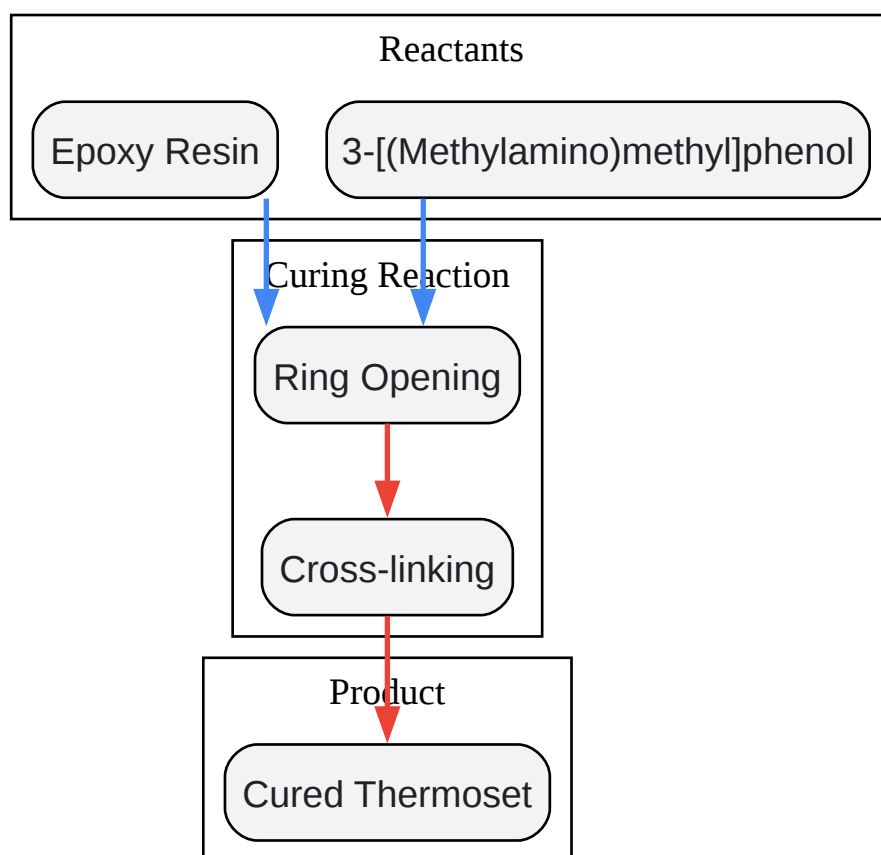 Reactants
Epoxy Resin
3-[(Methylamino)methyl]phenol
Curing Reaction
Ring Opening
Cross-linking
Product
Cured Thermoset